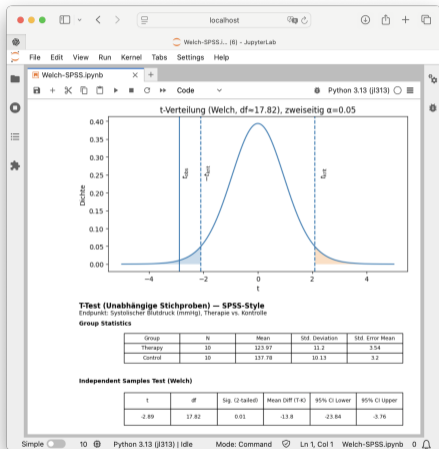 localhost
Welch-SPSS.i... (6) - JupyterLab
File Edit View Run Kernel Tabs Settings Help
Welch-SPSS.ipynb
Code
Python 3.13 (jl313)
t-Verteilung (Welch, df≈17.82), zweiseitig α=0.05
Dichte
0.40
0.35
0.30
0.25
0.20
0.15
0.10
0.05
0.00
t_obs
−t_krit
t_krit
−4 −2 0 2 4
t
T-Test (Unabhängige Stichproben) — SPSS-Style
Endpunkt: Systolischer Blutdruck (mmHg), Therapie vs. Kontrolle
Group Statistics
Group N Mean Std. Deviation Std. Error Mean
Therapy 10 123.97 11.2 3.54
Control 10 137.78 10.13 3.2
Independent Samples Test (Welch)
t df Sig. (2-tailed) Mean Diff (T-K) 95% CI Lower 95% CI Upper
-2.89 17.82 0.01 -13.8 -23.84 -3.76
Simple 10 Python 3.13 (jl313) | Idle Mode: Command Ln 1, Col 1 Welch-SPSS.ipynb 0